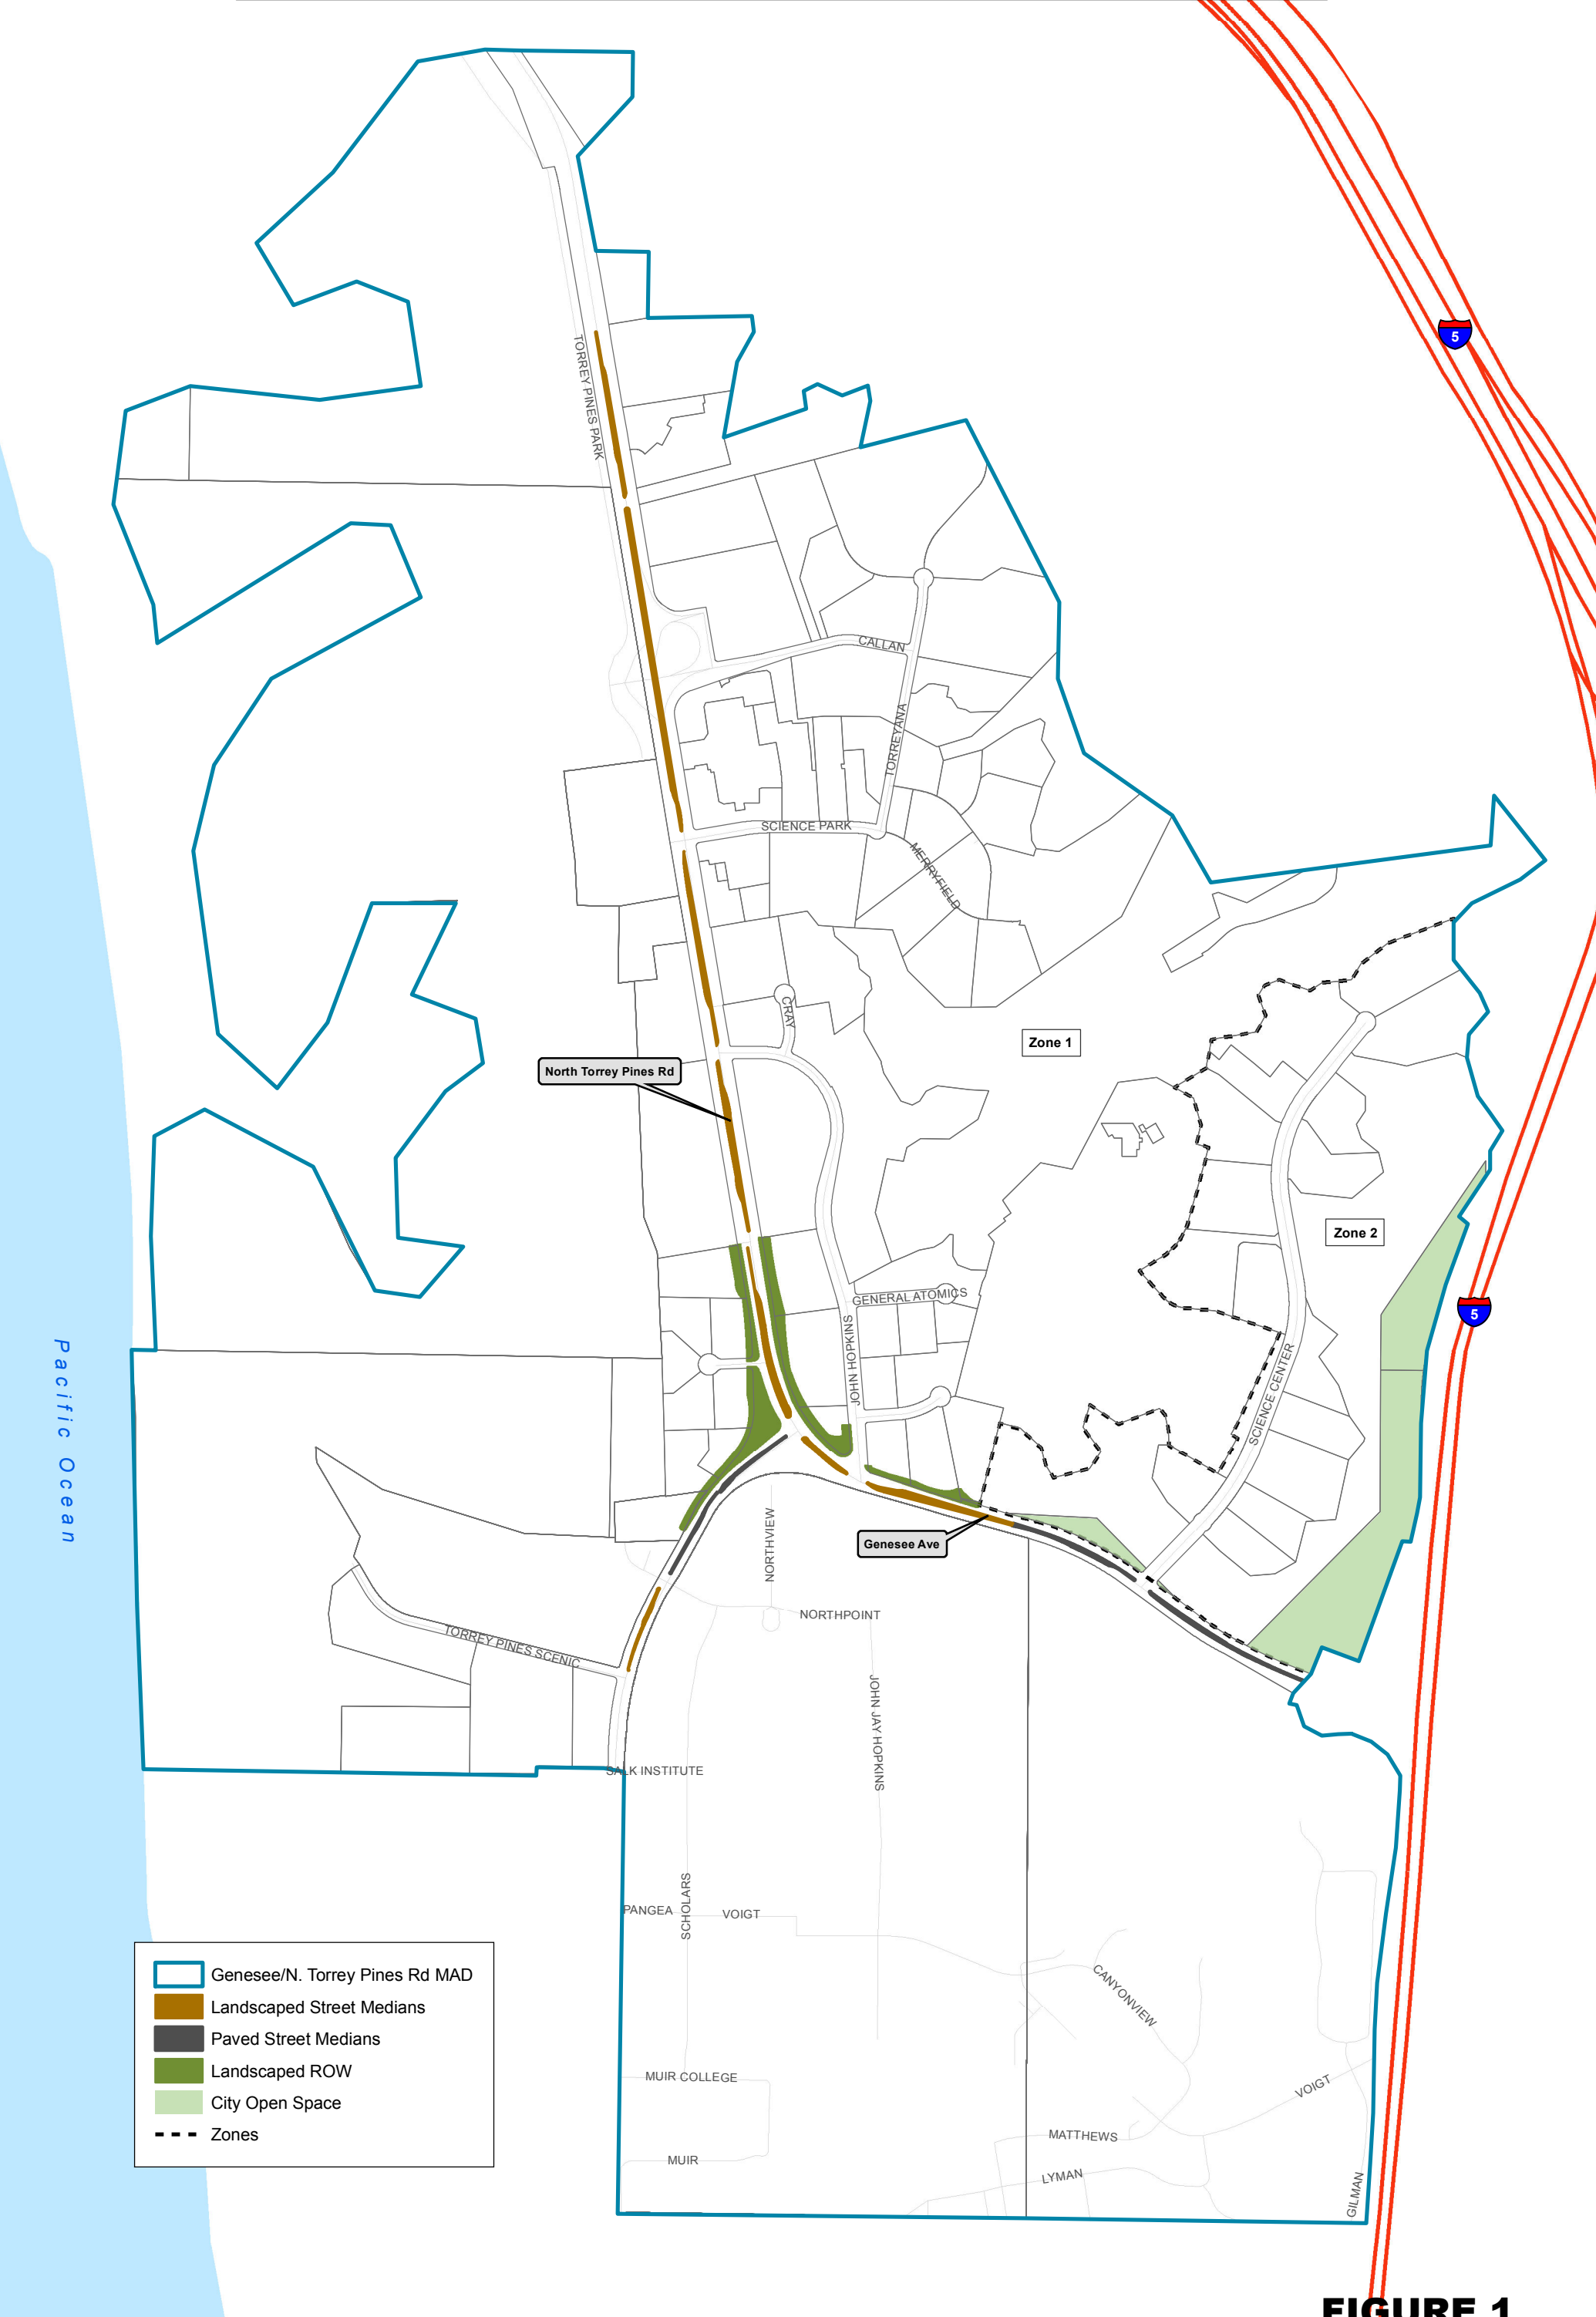 5
TORREY PINES PARK
CALLAN
TORREYANA
SCIENCE PARK
MERRYFIELD
CRAY
Zone 1
North Torrey Pines Rd
Zone 2
GENERAL ATOMICS
5
JOHN HOPKINS
SCIENCE CENTER
Pacific Ocean
Genesee Ave
NORTHVIEW
NORTHPOINT
TORREY PINES SCENIC
JOHN JAY HOPKINS
SALK INSTITUTE
SCHOLARS
PANGEA
VOIGT
CANYONVIEW
Genesee/N. Torrey Pines Rd MAD
Landscaped Street Medians
Paved Street Medians
Landscaped ROW
City Open Space
Zones
MUIR COLLEGE
VOIGT
MATTHEWS
MUIR
LYMAN
GILMAN
FIGURE 1